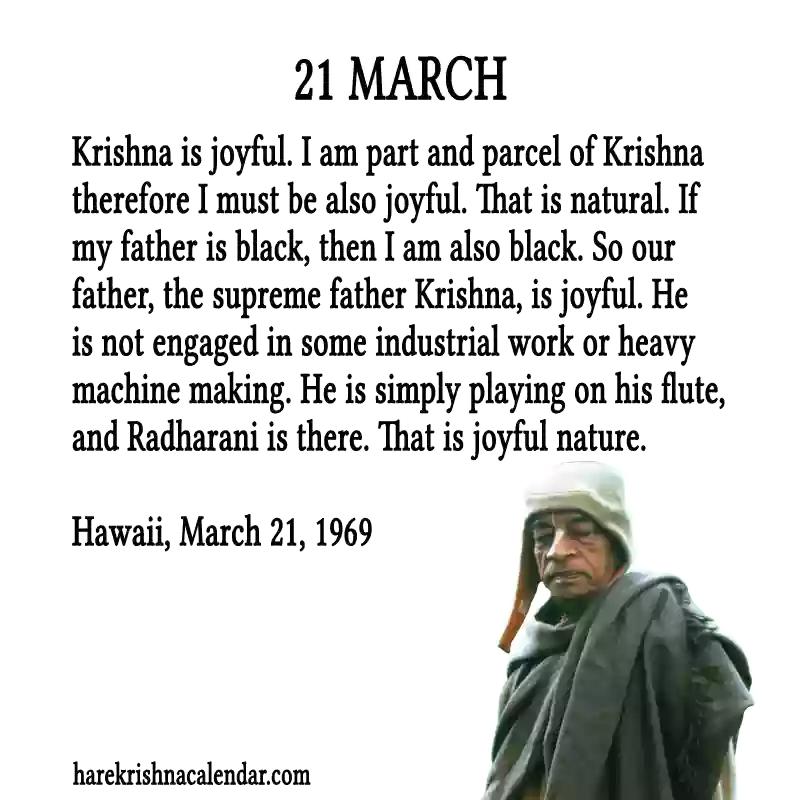 21 MARCH
Krishna is joyful. I am part and parcel of Krishna
therefore I must be also joyful. That is natural. If
my father is black, then I am also black. So our
father, the supreme father Krishna, is joyful. He
is not engaged in some industrial work or heavy
machine making. He is simply playing on his flute,
and Radharani is there. That is joyful nature.
Hawaii, March 21, 1969
harekrishnacalendar.com